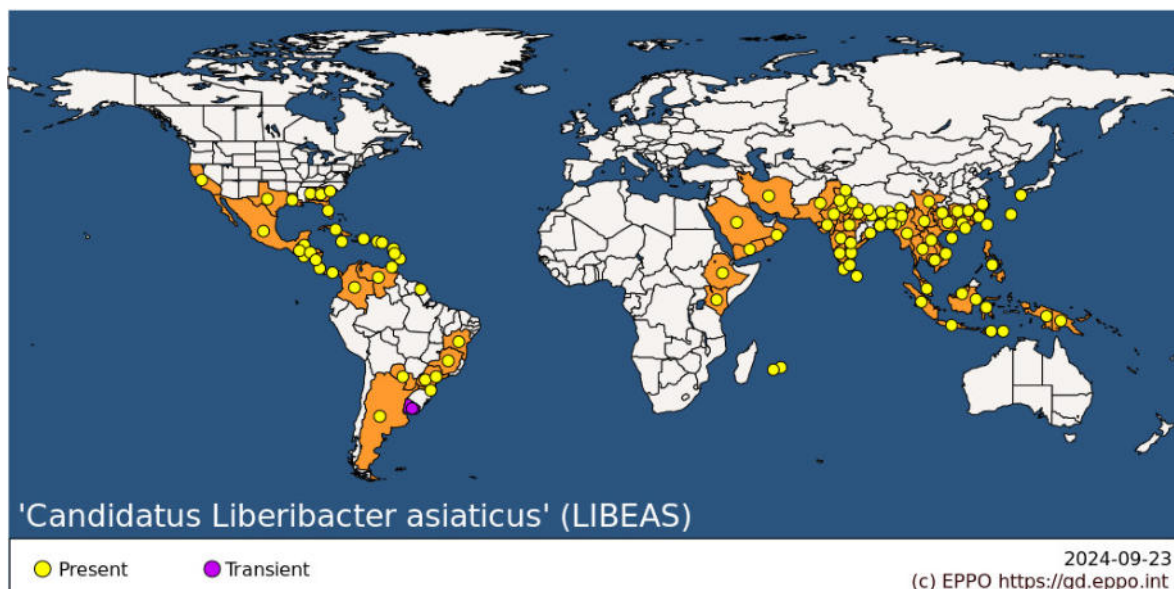 'Candidatus Liberibacter asiaticus' (LIBEAS)
Present
Transient
2024-09-23
(c) EPPO https://gd.eppo.int